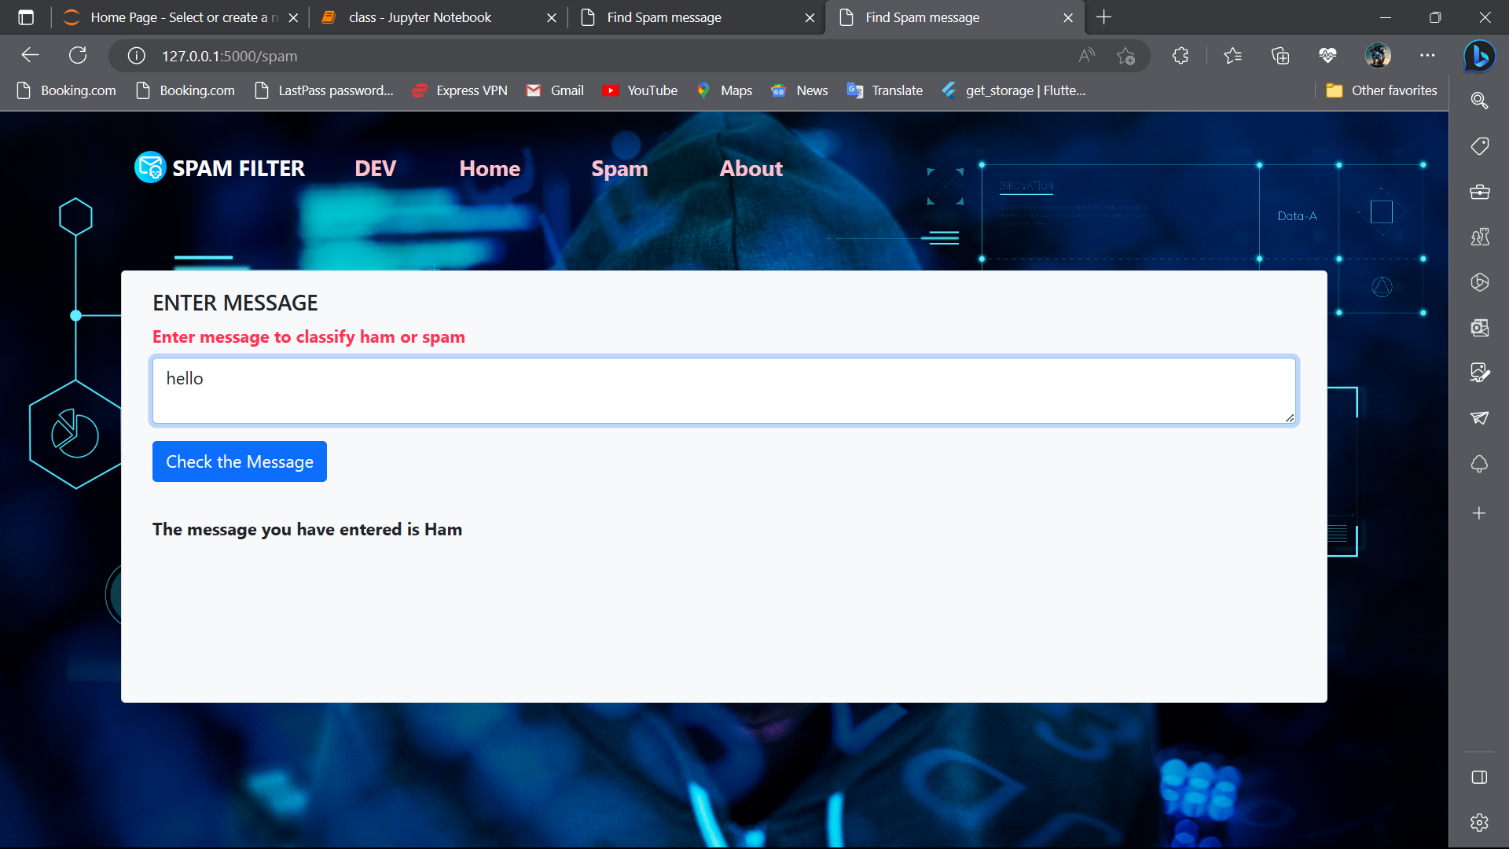 Home Page - Select or create a n
class - Jupyter Notebook
Find Spam message
Find Spam message
127.0.0.1:5000/spam
Booking.com
Booking.com
LastPass password...
Express VPN
Gmail
YouTube
Maps
News
Translate
get_storage | Flutte...
Other favorites
SPAM FILTER
DEV
Home
Spam
About
INNOVATION
Data-A
ENTER MESSAGE
Enter message to classify ham or spam
hello
Check the Message
The message you have entered is Ham